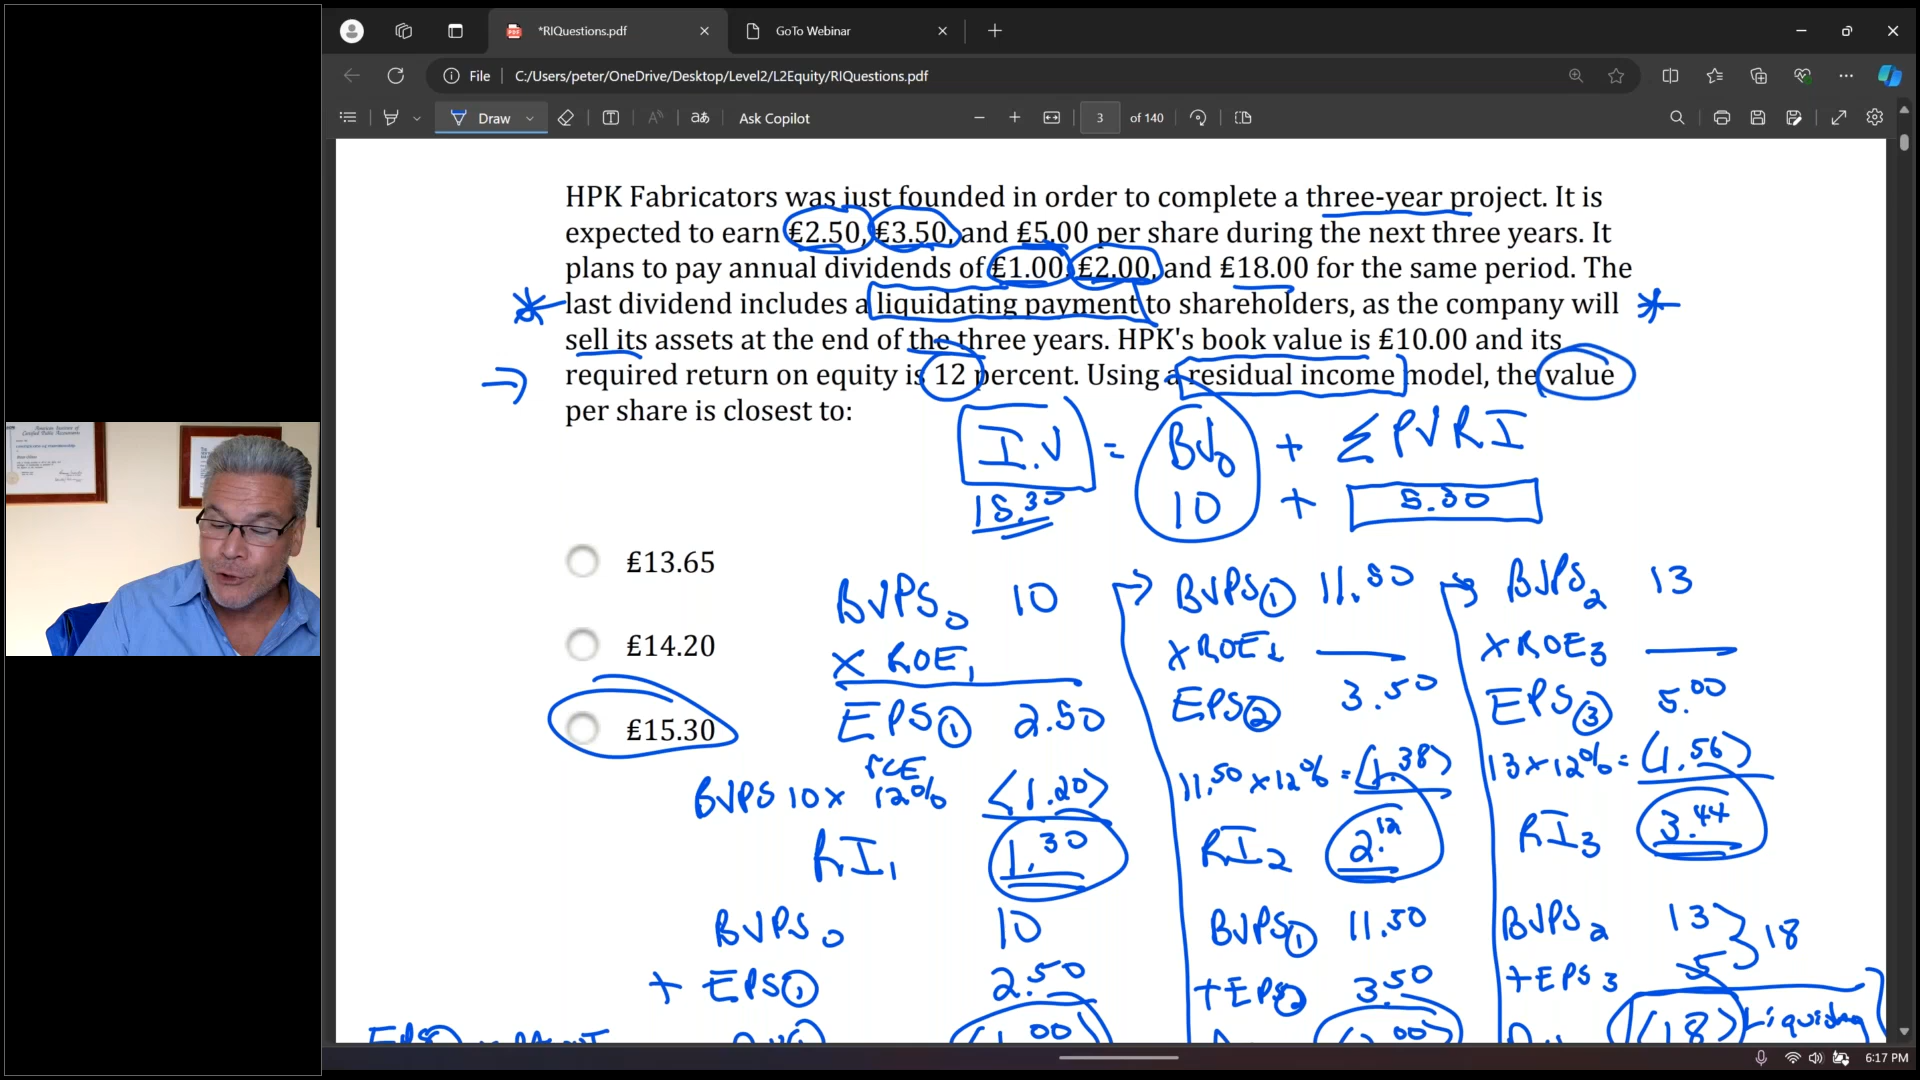 *RIQuestions.pdf
GoTo Webinar
File C:/Users/peter/OneDrive/Desktop/Level2/L2Equity/RIQuestions.pdf
Draw
Ask Copilot
3 of 140
HPK Fabricators was just founded in order to complete a three-year project. It is
expected to earn ₤2.50, ₤3.50, and ₤5.00 per share during the next three years. It
plans to pay annual dividends of ₤1.00, ₤2.00, and ₤18.00 for the same period. The
last dividend includes a liquidating payment to shareholders, as the company will
sell its assets at the end of the three years. HPK's book value is ₤10.00 and its
required return on equity is 12 percent. Using a residual income model, the value
per share is closest to:
I.V = BV0 + Σ PVRI
15.30 10 + 5.30
₤13.65
₤14.20
₤15.30
BVPS0 10
X ROE1
EPS1 2.50
rCE
BVPS 10 x 12% (1.20)
RI1 1.30
BVPS0 10
+ EPS1 2.50
(1.00)
BVPS1 11.50
X ROE2
EPS2 3.50
11.50 x 12% = (1.38)
RI2 2.12
BVPS1 11.50
+ EPS2 3.50
BVPS2 13
X ROE3
EPS3 5.00
13 x 12% = (1.56)
RI3 3.44
BVPS2 13
18
+ EPS3 5
(18) Liquidng
6:17 PM